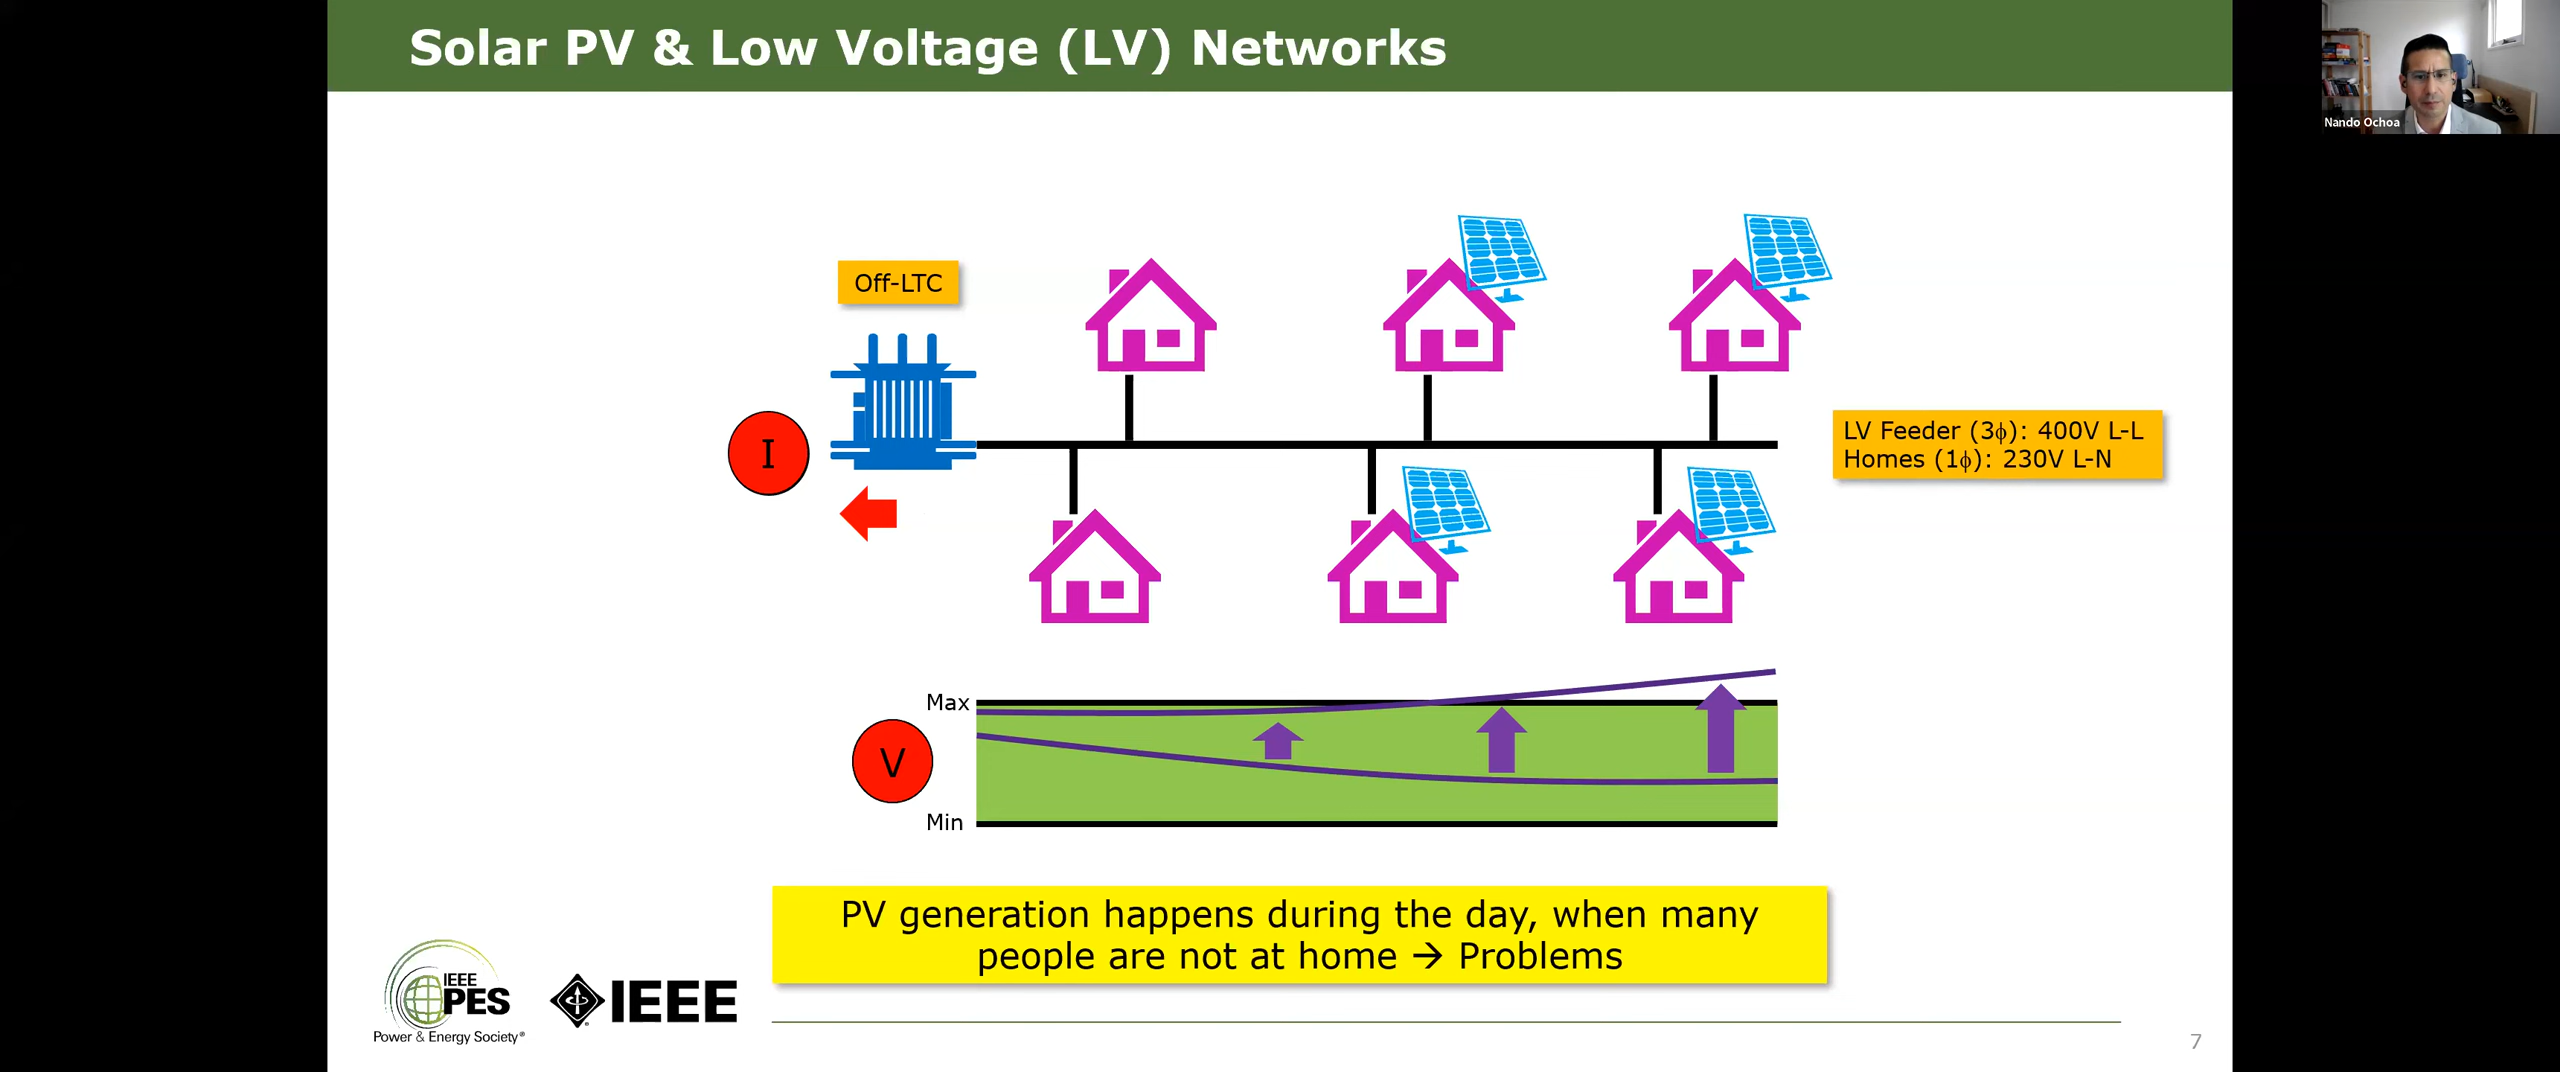 Solar PV & Low Voltage (LV) Networks
Nando Ochoa
Off-LTC
I
LV Feeder (3ϕ): 400V L-L
Homes (1ϕ): 230V L-N
Max
V
Min
PV generation happens during the day, when many
people are not at home → Problems
IEEE
PES
Power & Energy Society®
IEEE
7